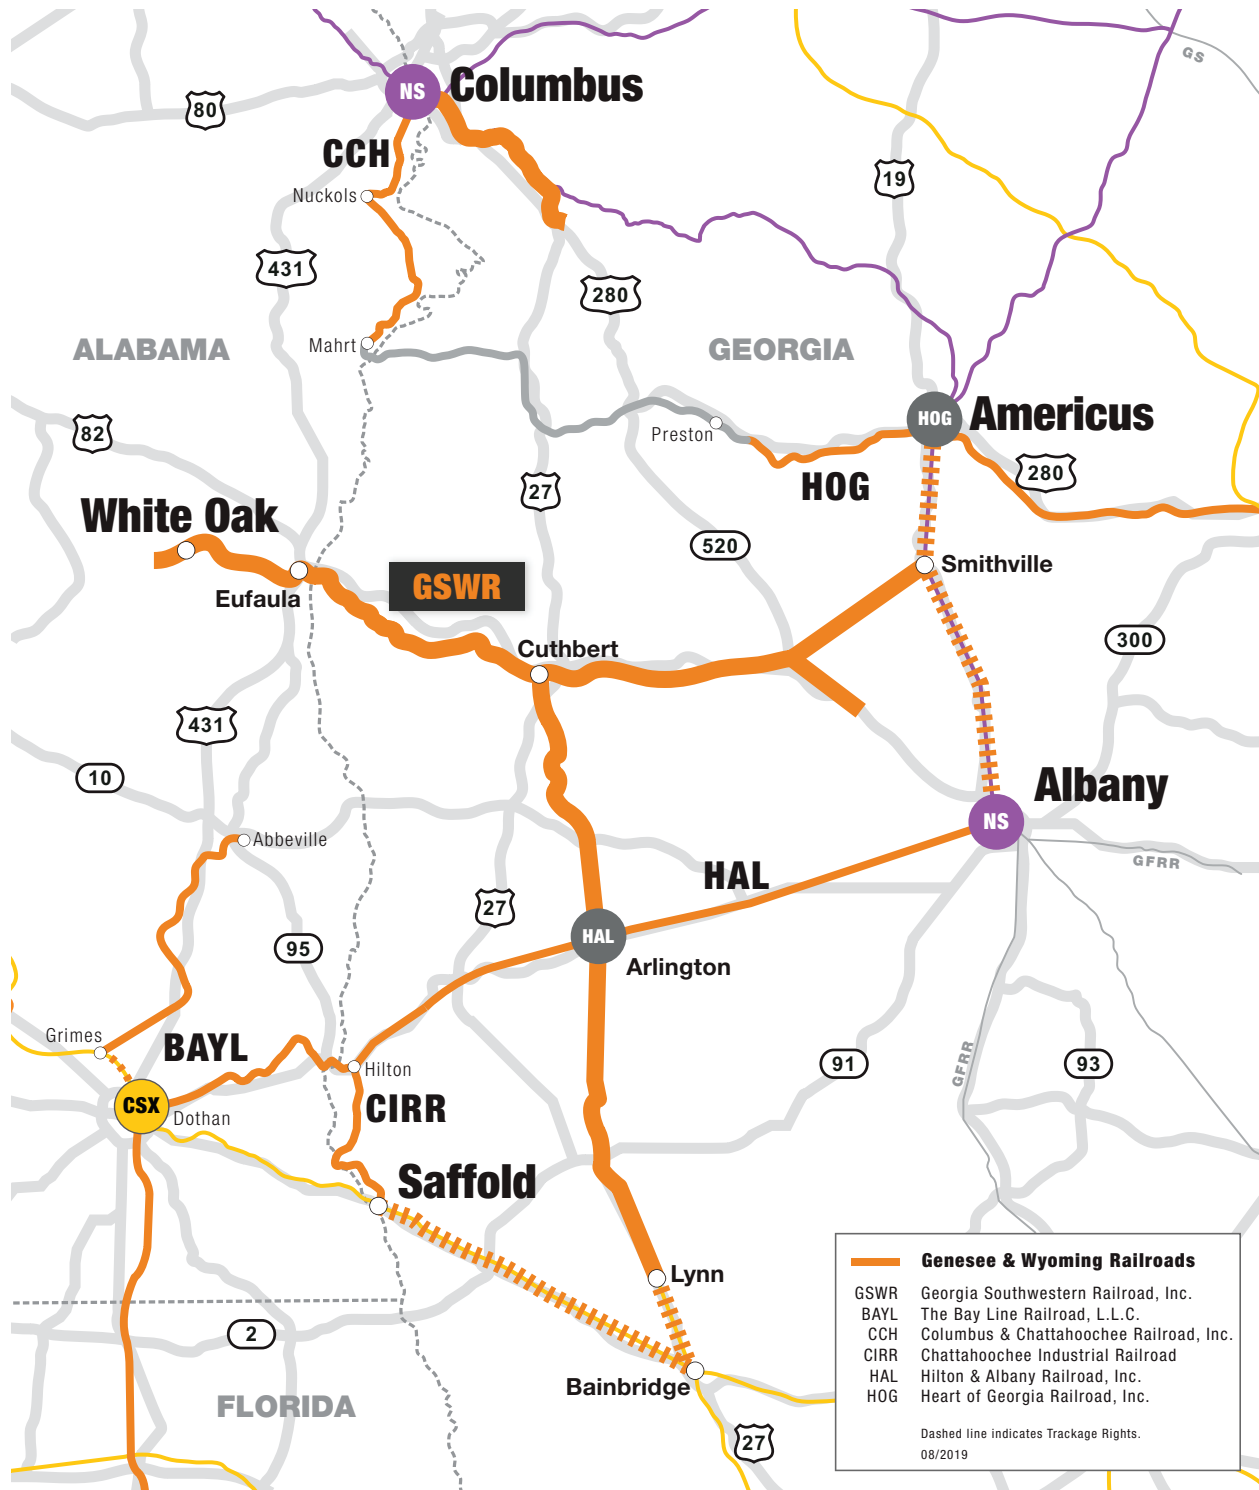 GS
NS
Columbus
80
CCH
19
Nuckols
431
280
ALABAMA
Mahrt
GEORGIA
82
HOG
Americus
Preston
280
HOG
27
White Oak
520
Smithville
GSWR
Eufaula
300
Cuthbert
431
10
Albany
NS
Abbeville
GFRR
HAL
27
HAL
95
Arlington
Grimes
BAYL
Hilton
91
GFRR
93
CSX
Dothan
CIRR
Saffold
Lynn
2
Bainbridge
FLORIDA
27
Genesee & Wyoming Railroads
GSWR Georgia Southwestern Railroad, Inc.
BAYL The Bay Line Railroad, L.L.C.
CCH Columbus & Chattahoochee Railroad, Inc.
CIRR Chattahoochee Industrial Railroad
HAL Hilton & Albany Railroad, Inc.
HOG Heart of Georgia Railroad, Inc.
Dashed line indicates Trackage Rights.
08/2019